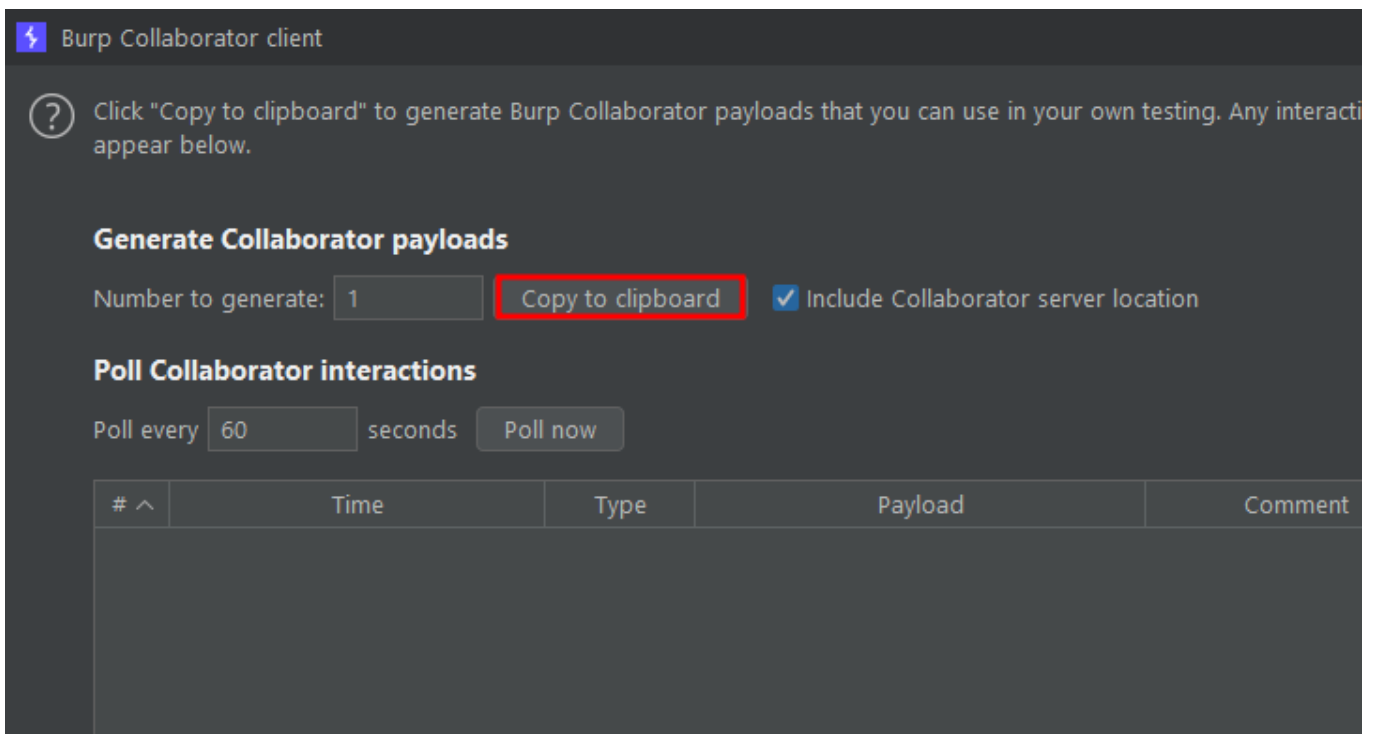 Burp Collaborator client
Click "Copy to clipboard" to generate Burp Collaborator payloads that you can use in your own testing. Any interacti
appear below.
Generate Collaborator payloads
Number to generate: 1 Copy to clipboard Include Collaborator server location
Poll Collaborator interactions
Poll every 60 seconds Poll now
# Time Type Payload Comment